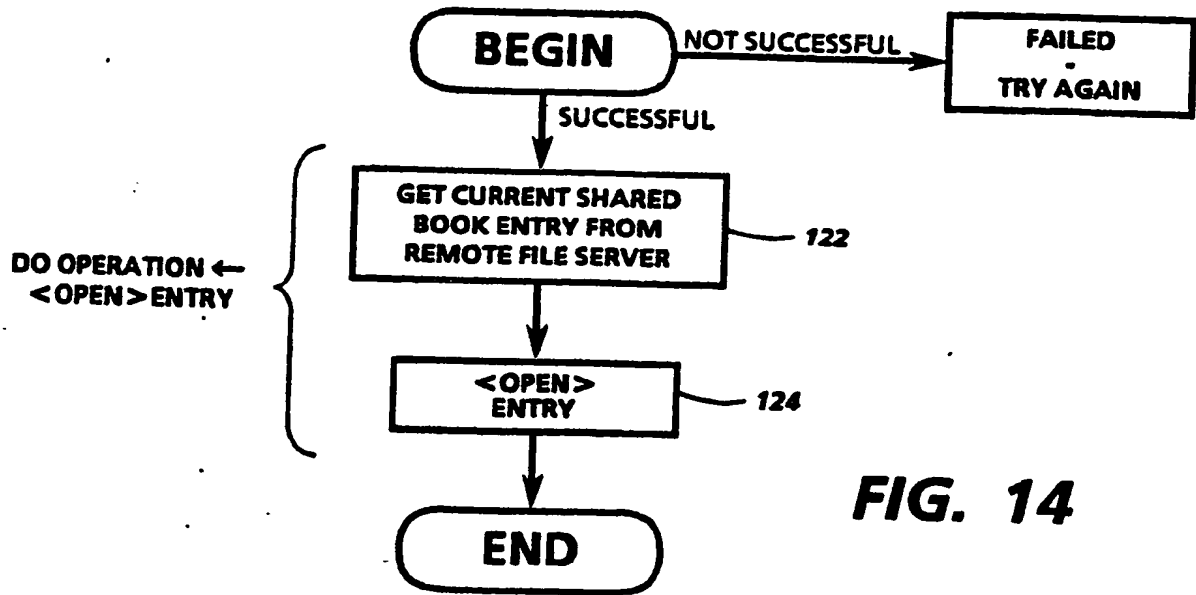 BEGIN
NOT SUCCESSFUL
FAILED
-
TRY AGAIN
SUCCESSFUL
GET CURRENT SHARED
BOOK ENTRY FROM
REMOTE FILE SERVER
122
DO OPERATION ←
<OPEN> ENTRY
<OPEN>
ENTRY
124
END
FIG. 14